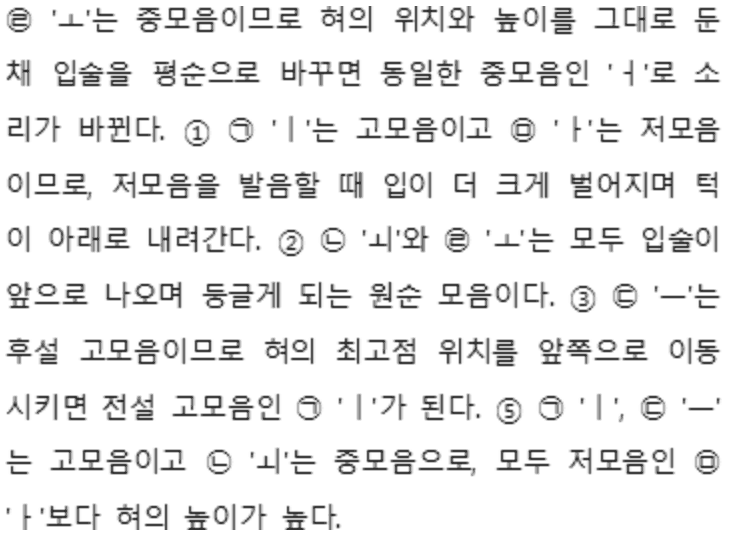 ㉣ 'ㅗ'는 중모음이므로 혀의 위치와 높이를 그대로 둔
채 입술을 평순으로 바꾸면 동일한 중모음인 'ㅓ'로 소
리가 바뀐다. ① ㉠ 'ㅣ'는 고모음이고 ㉤ 'ㅏ'는 저모음
이므로, 저모음을 발음할 때 입이 더 크게 벌어지며 턱
이 아래로 내려간다. ② ㉡ 'ㅚ'와 ㉣ 'ㅗ'는 모두 입술이
앞으로 나오며 둥글게 되는 원순 모음이다. ③ ㉢ 'ㅡ'는
후설 고모음이므로 혀의 최고점 위치를 앞쪽으로 이동
시키면 전설 고모음인 ㉠ 'ㅣ'가 된다. ⑤ ㉠ 'ㅣ', ㉢ 'ㅡ'
는 고모음이고 ㉡ 'ㅚ'는 중모음으로, 모두 저모음인 ㉤
'ㅏ'보다 혀의 높이가 높다.